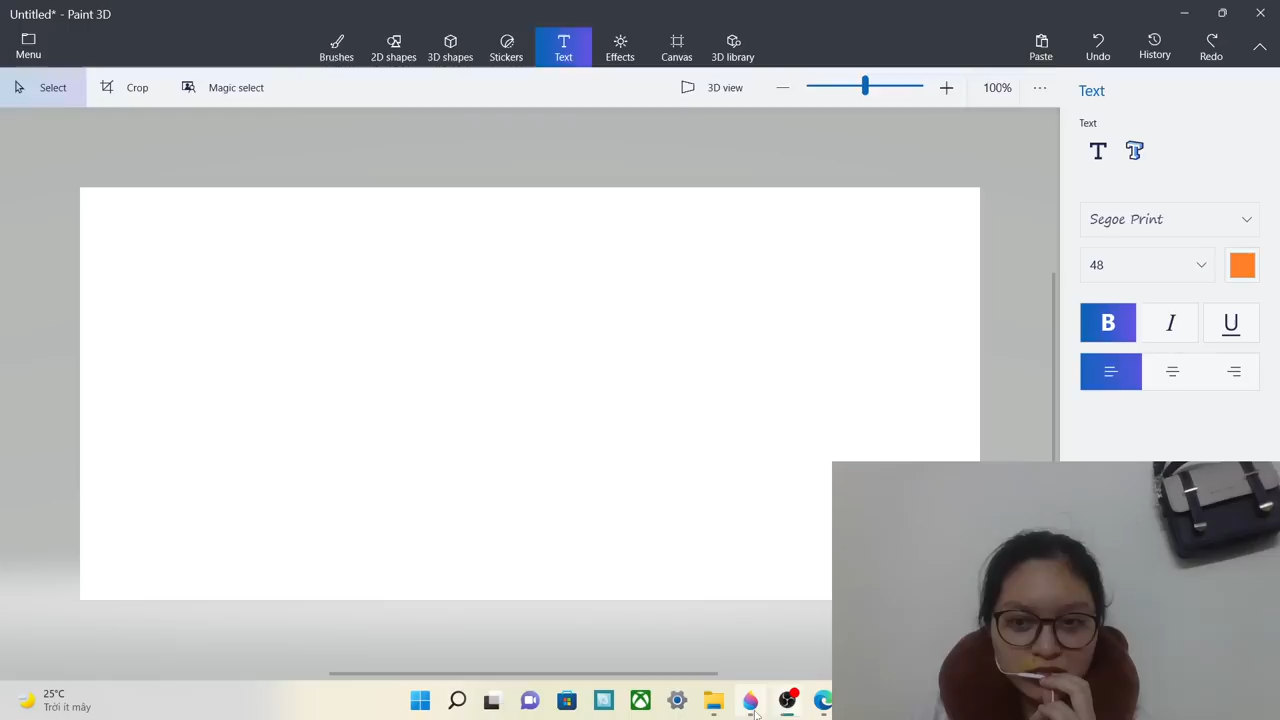 Untitled* - Paint 3D
Menu
Brushes
2D shapes
3D shapes
Stickers
Text
Effects
Canvas
3D library
Paste
Undo
History
Redo
Select
Crop
Magic select
3D view
100%
Text
Text
Segoe Print
48
B I U
25°C
Trời ít mây